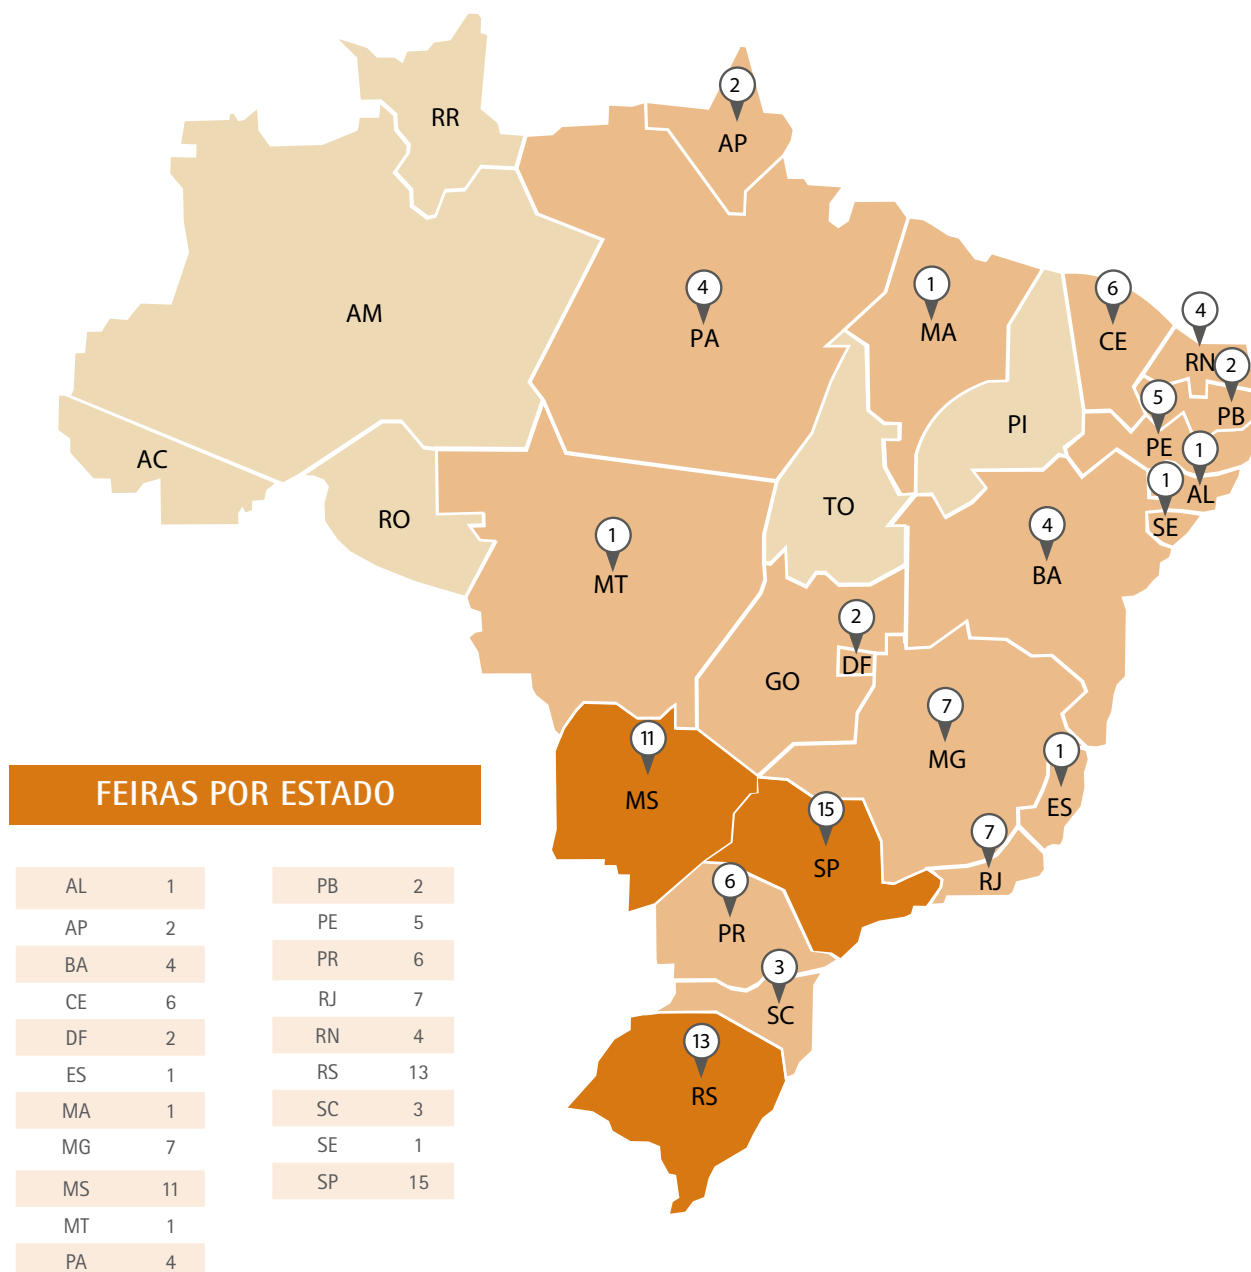 2
RR
AP
4
1
6
4
AM
PA
MA
CE
RN
2
5
PI
PB
PE
1
AC
1
AL
TO
RO
SE
4
1
BA
MT
2
DF
GO
7
11
1
MG
MS
15
ES
7
SP
RJ
6
PR
3
SC
13
RS
FEIRAS POR ESTADO
AL 1
AP 2
BA 4
CE 6
DF 2
ES 1
MA 1
MG 7
MS 11
MT 1
PA 4
PB 2
PE 5
PR 6
RJ 7
RN 4
RS 13
SC 3
SE 1
SP 15